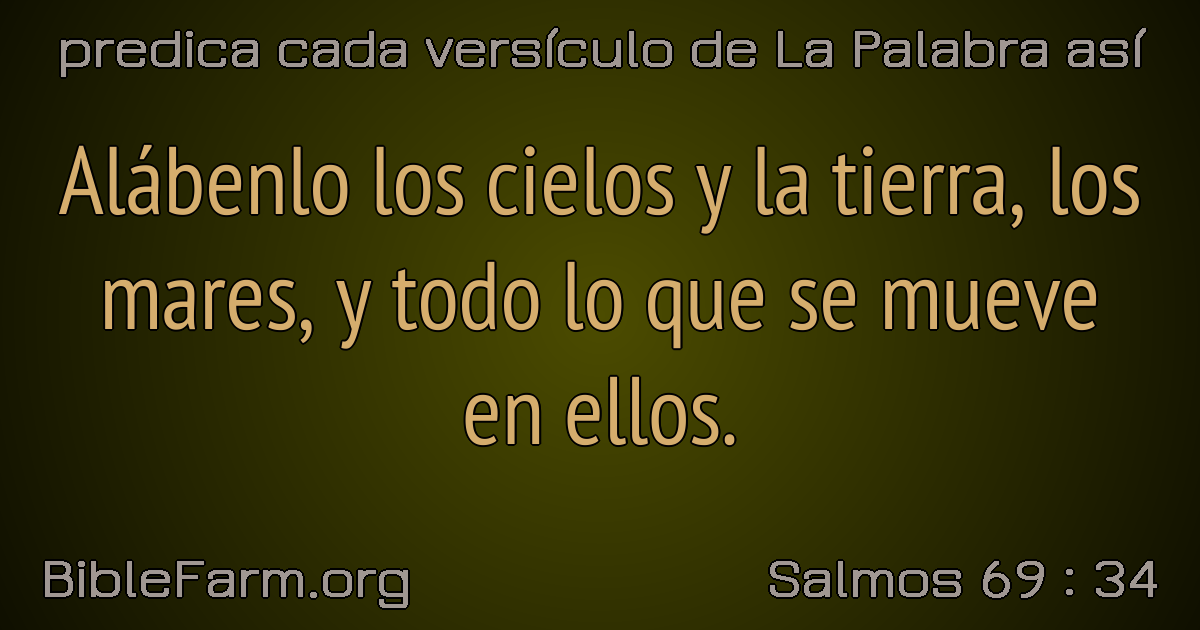 predica cada versículo de La Palabra así
Alábenlo los cielos y la tierra, los
mares, y todo lo que se mueve
en ellos.
BibleFarm.org
Salmos 69 : 34